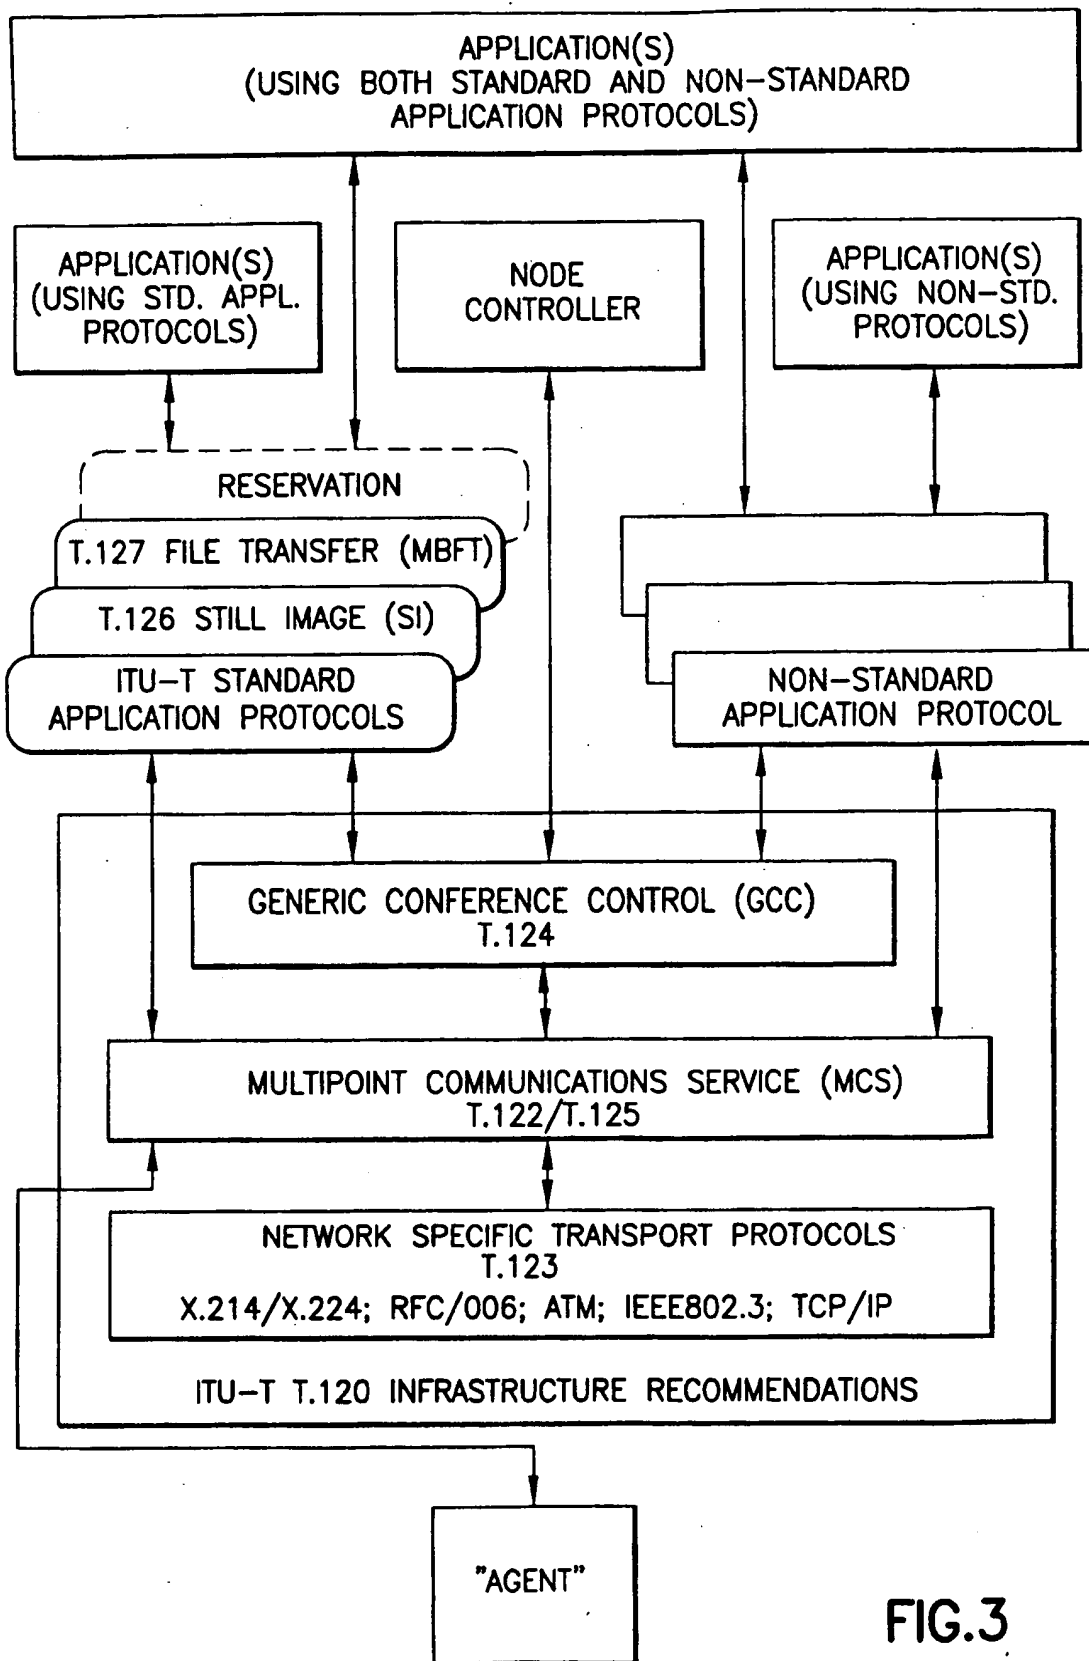 APPLICATION(S)
(USING BOTH STANDARD AND NON-STANDARD
APPLICATION PROTOCOLS)
APPLICATION(S)
(USING STD. APPL.
PROTOCOLS)
NODE
CONTROLLER
APPLICATION(S)
(USING NON-STD.
PROTOCOLS)
RESERVATION
T.127 FILE TRANSFER (MBFT)
T.126 STILL IMAGE (SI)
ITU-T STANDARD
APPLICATION PROTOCOLS
NON-STANDARD
APPLICATION PROTOCOL
GENERIC CONFERENCE CONTROL (GCC)
T.124
MULTIPOINT COMMUNICATIONS SERVICE (MCS)
T.122/T.125
NETWORK SPECIFIC TRANSPORT PROTOCOLS
T.123
X.214/X.224; RFC/006; ATM; IEEE802.3; TCP/IP
ITU-T T.120 INFRASTRUCTURE RECOMMENDATIONS
"AGENT"
FIG.3